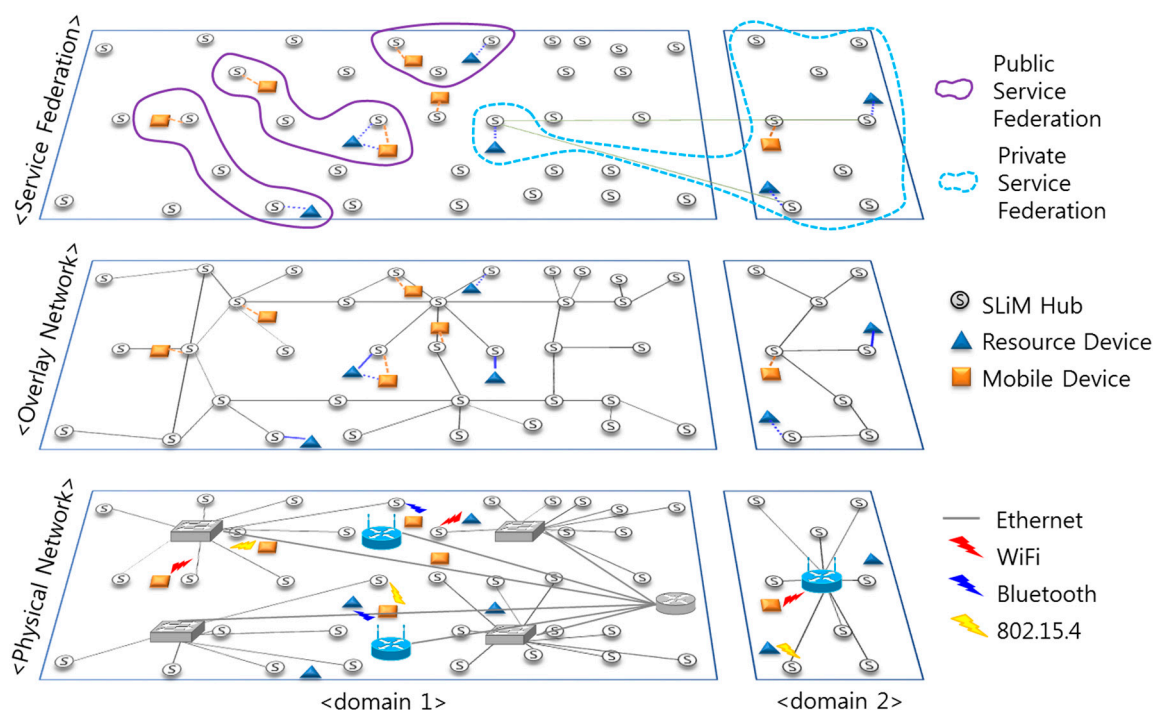 <Service Federation>
Public
Service
Federation
Private
Service
Federation
<Overlay Network>
SLiM Hub
Resource Device
Mobile Device
<Physical Network>
Ethernet
WiFi
Bluetooth
802.15.4
<domain 1>
<domain 2>